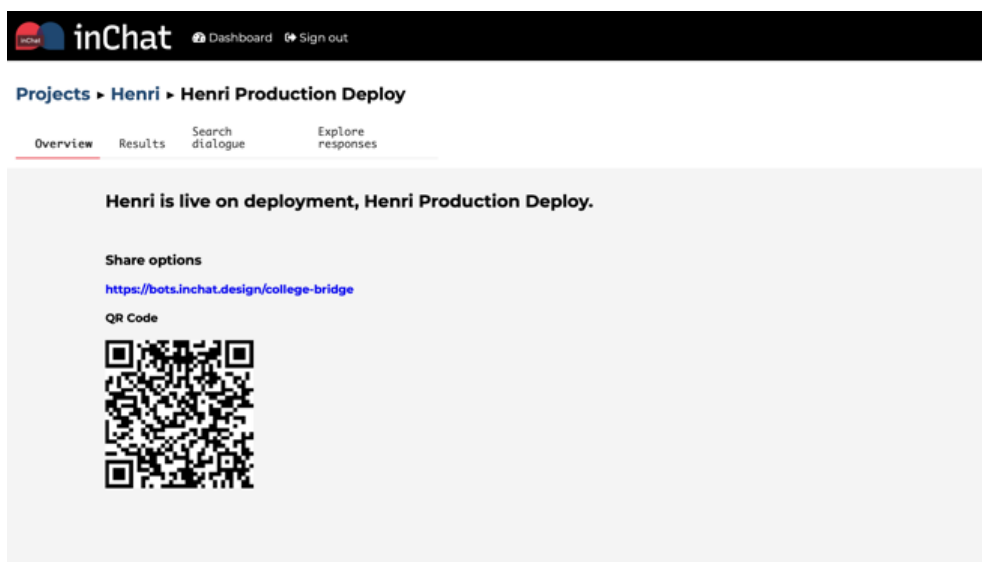 inChat inChat Dashboard Sign out
Projects ▸ Henri ▸ Henri Production Deploy
Overview Results Search dialogue Explore responses
Henri is live on deployment, Henri Production Deploy.
Share options
https://bots.inchat.design/college-bridge
QR Code